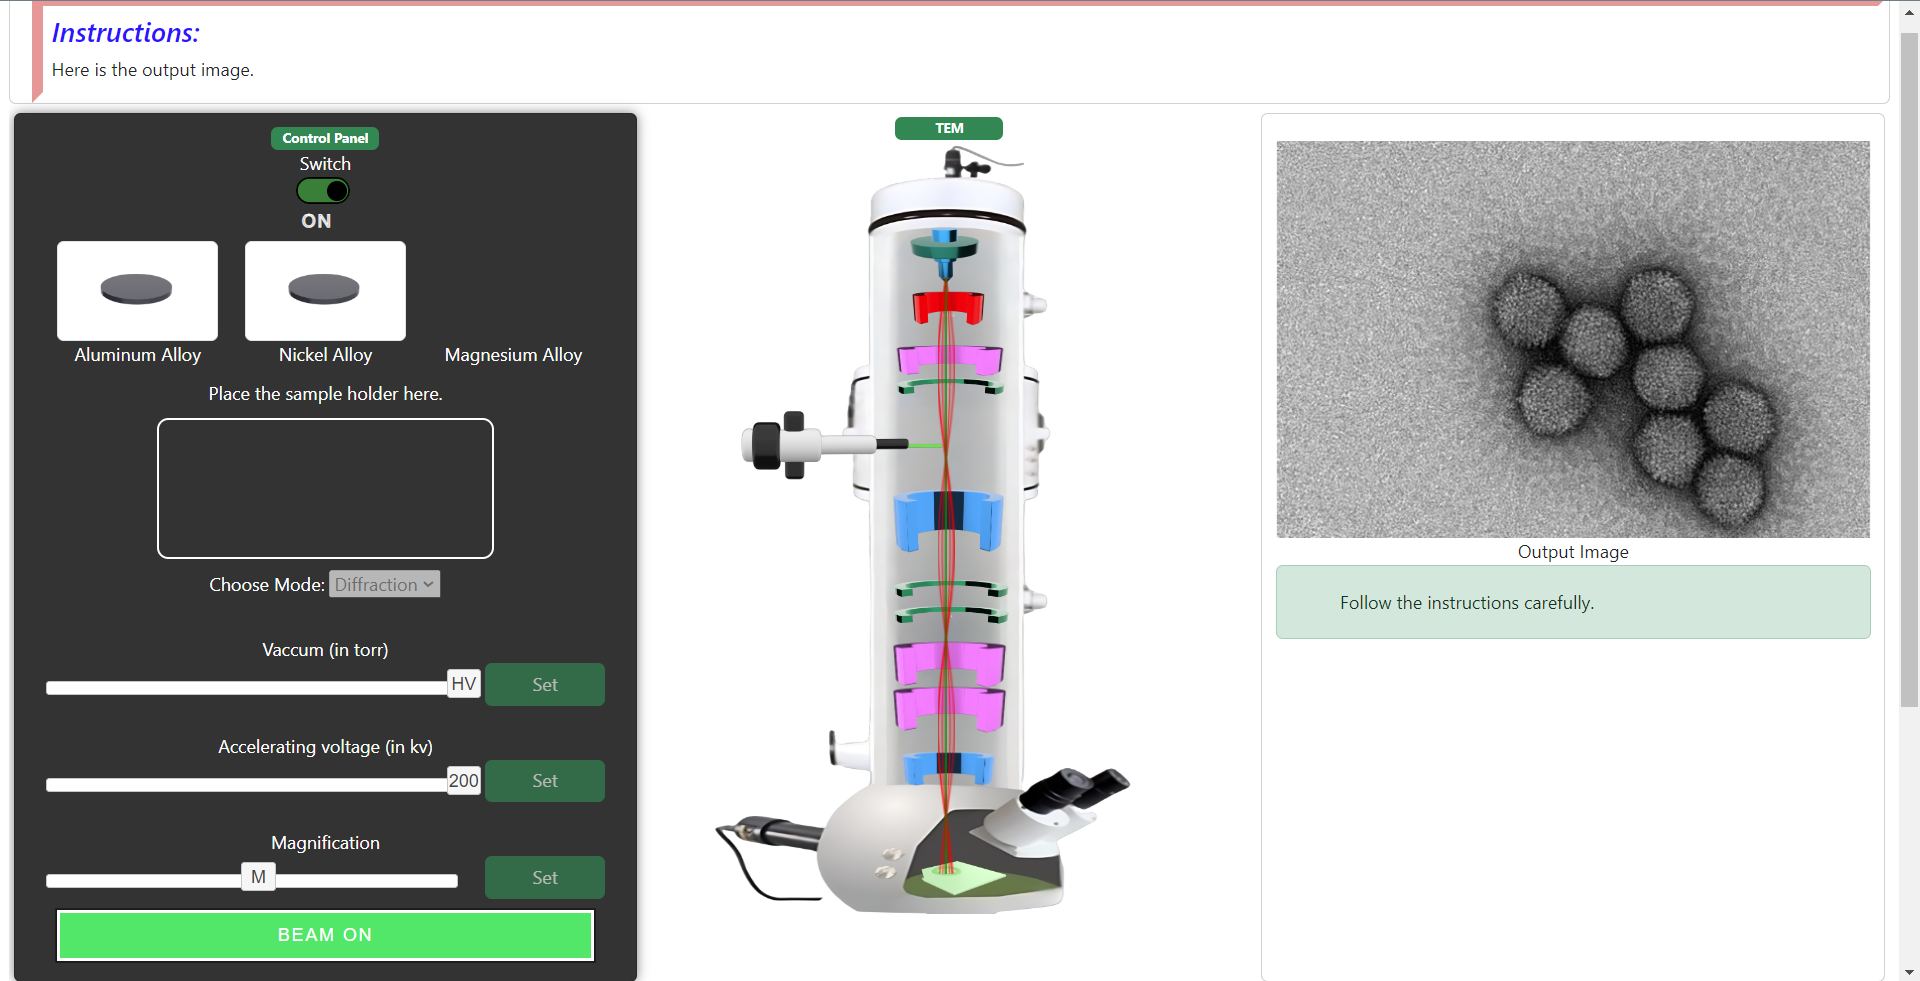 Instructions:
Here is the output image.
Control Panel
Switch
ON
Aluminum Alloy
Nickel Alloy
Magnesium Alloy
Place the sample holder here.
Choose Mode: Diffraction
Vaccum (in torr)
HV
Set
Accelerating voltage (in kv)
200
Set
Magnification
M
Set
BEAM ON
TEM
Output Image
Follow the instructions carefully.